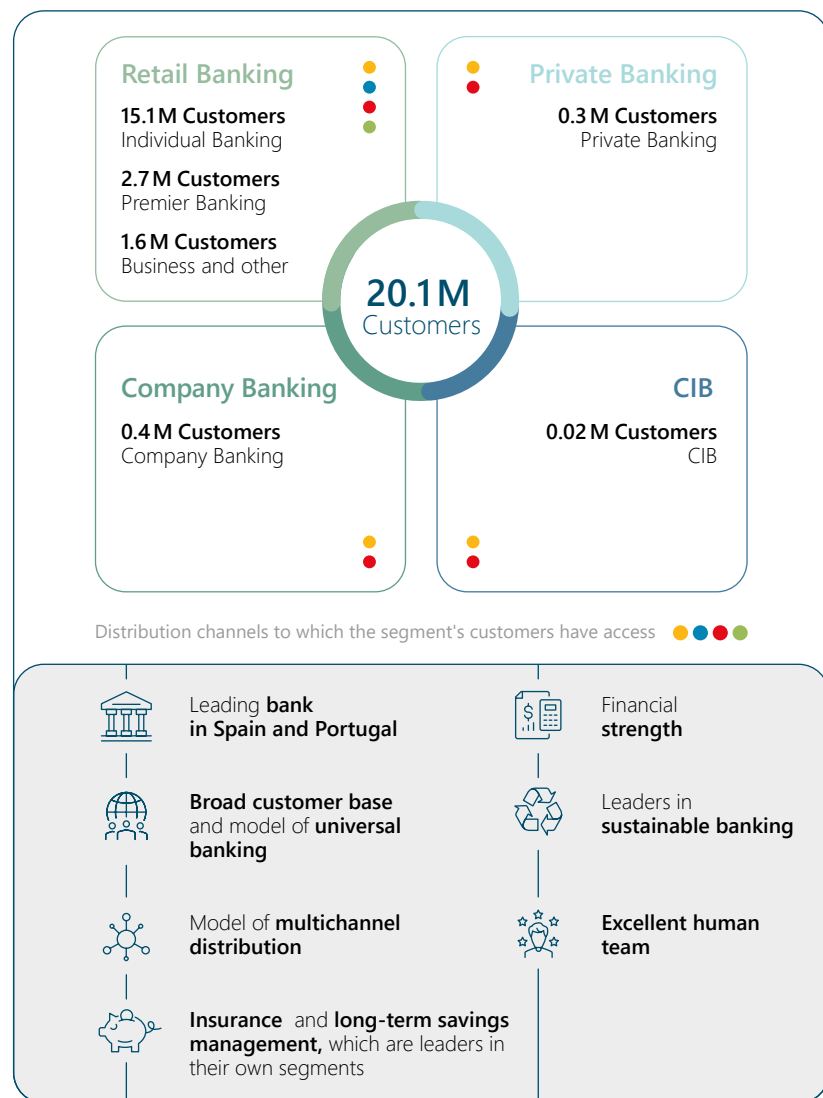 Retail Banking
15.1 M Customers
Individual Banking
2.7 M Customers
Premier Banking
1.6 M Customers
Business and other
Private Banking
0.3 M Customers
Private Banking
20.1 M
Customers
Company Banking
0.4 M Customers
Company Banking
CIB
0.02 M Customers
CIB
Distribution channels to which the segment's customers have access
Leading bank
in Spain and Portugal
Broad customer base
and model of universal
banking
Model of multichannel
distribution
Insurance and long-term savings
management, which are leaders in
their own segments
$
Financial
strength
Leaders in
sustainable banking
Excellent human
team